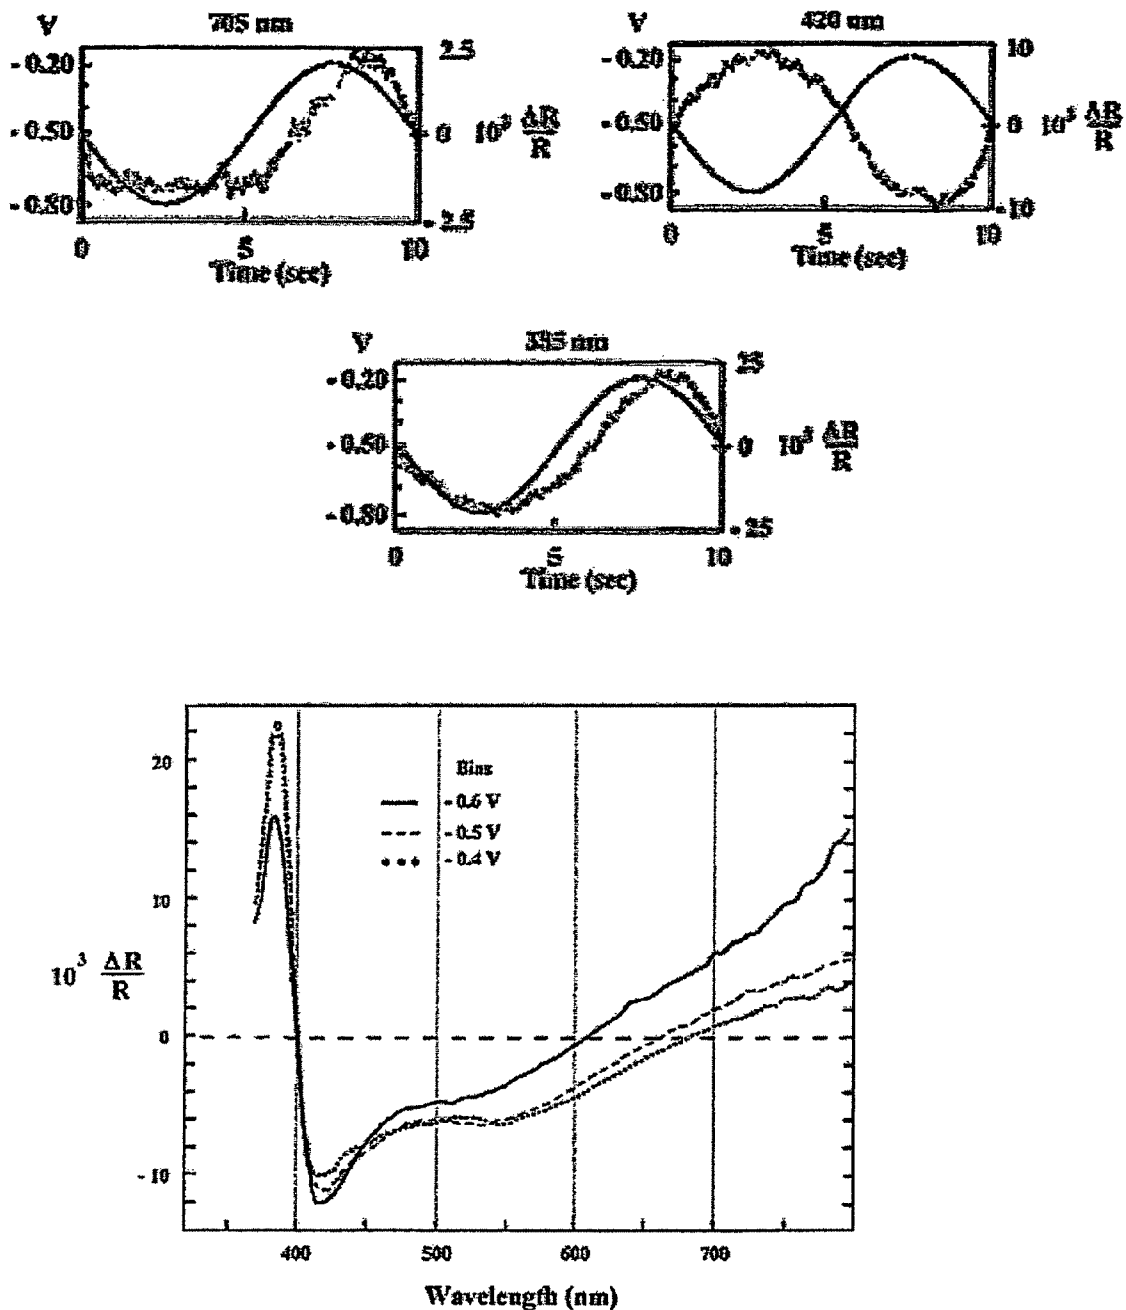 V 705 nm
- 0.20
- 0.50
- 0.80
2.5
0
- 2.5
10³ ΔR/R
0 5 10
Time (sec)
V 420 nm
- 0.20
- 0.50
- 0.80
10
0
- 10
10³ ΔR/R
0 5 10
Time (sec)
V 385 nm
- 0.20
- 0.50
- 0.80
25
0
- 25
10³ ΔR/R
0 5 10
Time (sec)
20
10
0
- 10
10³ ΔR/R
Bias
- 0.6 V
- 0.5 V
- 0.4 V
400 500 600 700
Wavelength (nm)